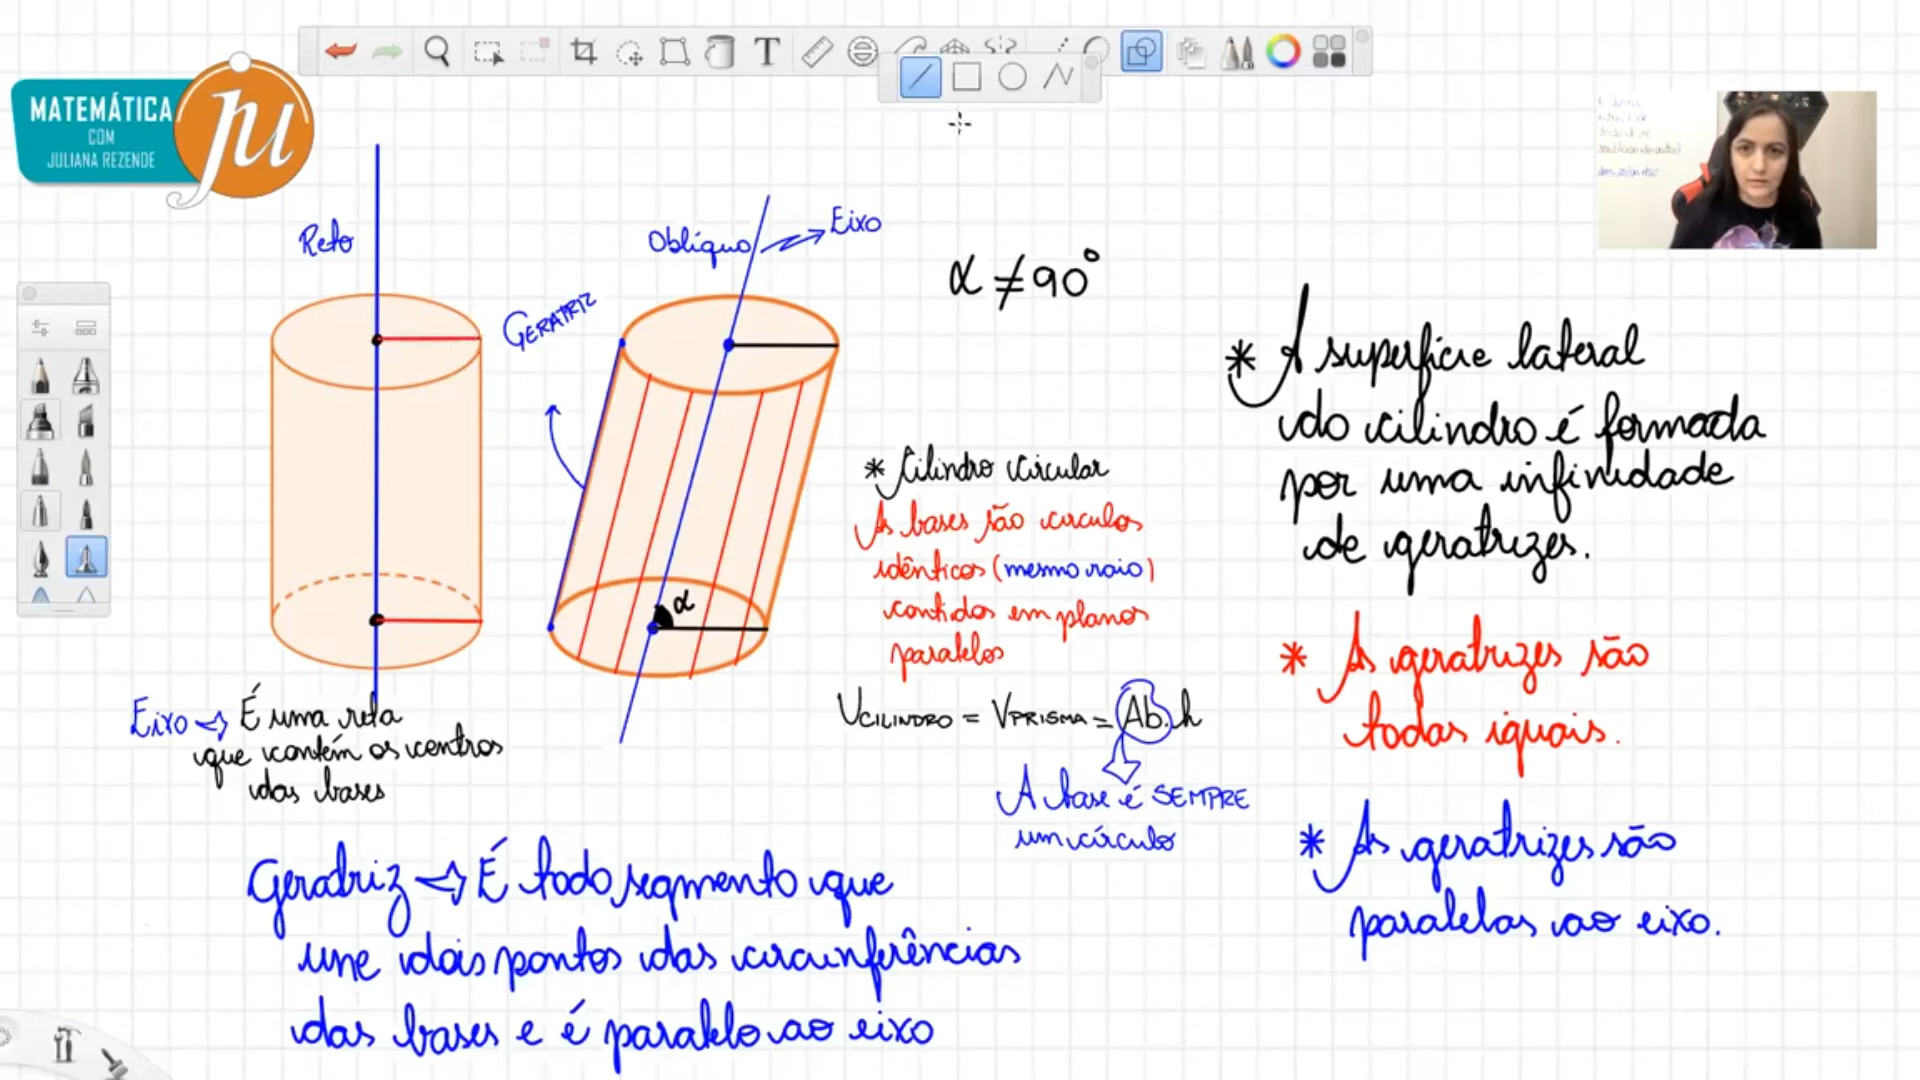 MATEMÁTICA
COM
JULIANA REZENDE
ju
T
Reto
Oblíquo
Eixo
GERATRIZ
α ≠ 90°
α
* Cilindro circular
As bases são círculos
idênticos (mesmo raio)
contidos em planos
paralelos
VCILINDRO = VPRISMA = Ab.h
A base é SEMPRE
um círculo
Eixo ⇒ É uma reta
que contém os centros
das bases
Geratriz ⇒ É todo segmento que
une dois pontos das circunferências
das bases e é paralelo ao eixo
* A superfície lateral
do cilindro é formada
por uma infinidade
de geratrizes.
* As geratrizes são
todas iguais.
* As geratrizes são
paralelas ao eixo.